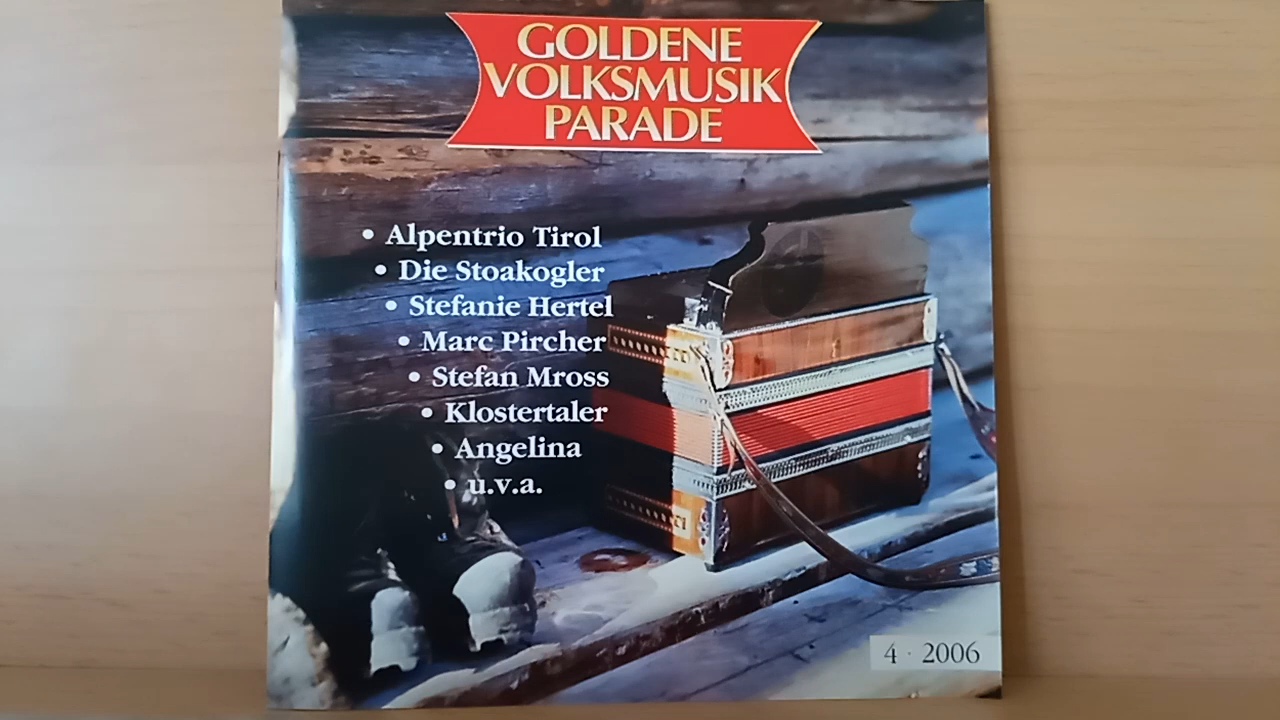 GOLDENE
VOLKSMUSIK
PARADE
• Alpentrio Tirol
• Die Stoakogler
• Stefanie Hertel
• Marc Pircher
• Stefan Mross
• Klostertaler
• Angelina
• u.v.a.
4 · 2006